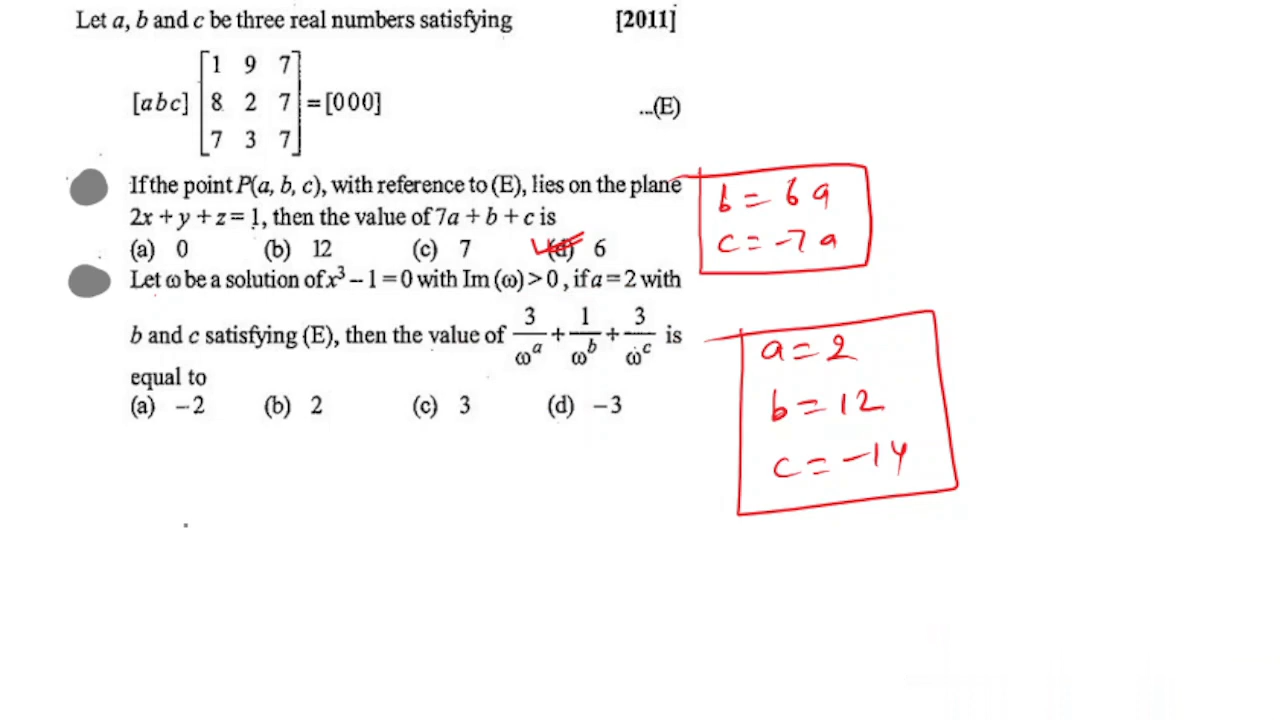 Let a, b and c be three real numbers satisfying [2011]
[abc] [1 9 7
8 2 7
7 3 7] = [000] ...(E)
If the point P(a, b, c), with reference to (E), lies on the plane
2x + y + z = 1, then the value of 7a + b + c is
(a) 0 (b) 12 (c) 7 (d) 6
Let ω be a solution of x³ – 1 = 0 with Im (ω) > 0, if a = 2 with
b and c satisfying (E), then the value of 3/ω^a + 1/ω^b + 3/ω^c is
equal to
(a) –2 (b) 2 (c) 3 (d) –3
b = 6a
c = -7a
a = 2
b = 12
c = -14